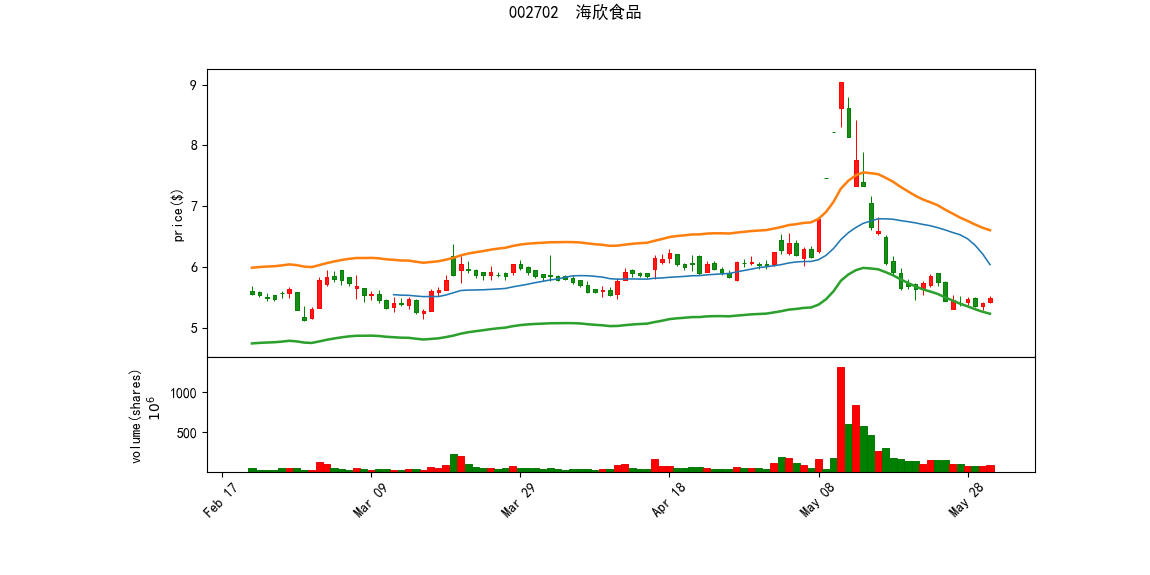 002702 海欣食品
9
8
7
6
5
price($)
1000
500
volume(shares)
10^6
Feb 17
Mar 09
Mar 29
Apr 18
May 08
May 28